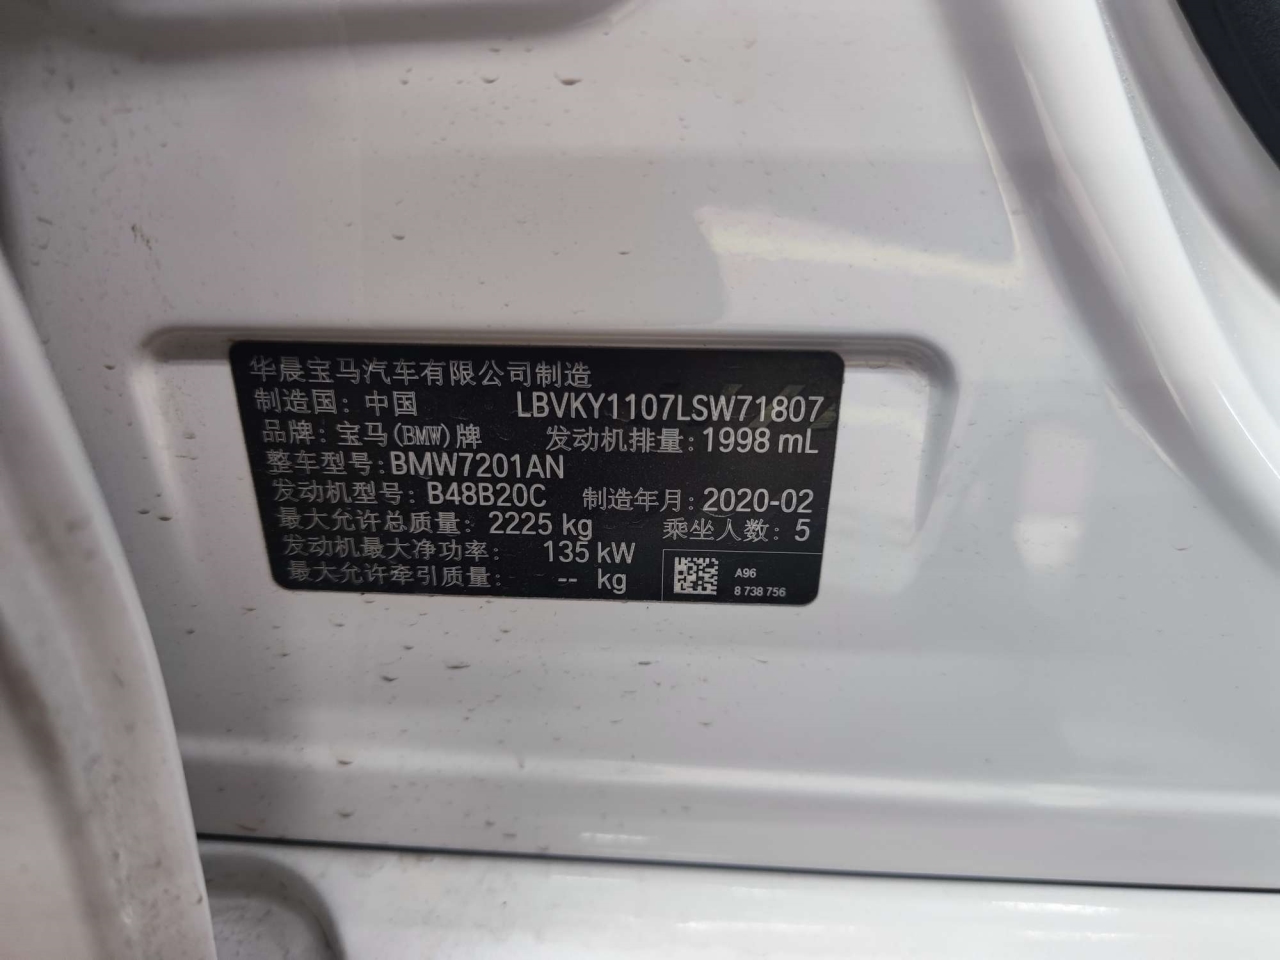 华晨宝马汽车有限公司制造
制造国：中国 LBVKY1107LSW71807
品牌：宝马(BMW)牌 发动机排量：1998 mL
整车型号:BMW7201AN
发动机型号：B48B20C 制造年月：2020-02
最大允许总质量：2225 kg 乘坐人数：5
发动机最大净功率： 135 kW
最大允许牵引质量： -- kg
A96
8 738 756